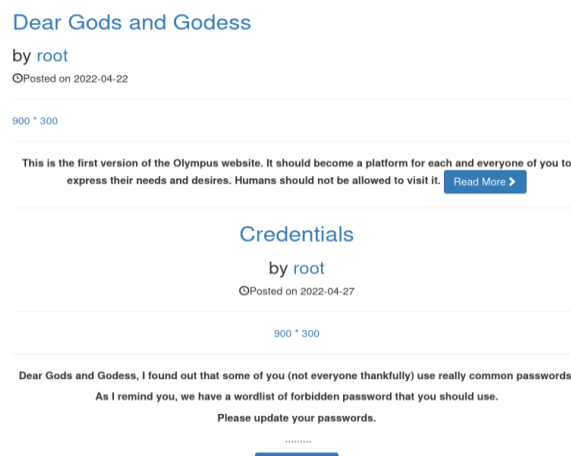 Dear Gods and Godess
by root
Posted on 2022-04-22
900 * 300
This is the first version of the Olympus website. It should become a platform for each and everyone of you to
express their needs and desires. Humans should not be allowed to visit it. Read More
Credentials
by root
Posted on 2022-04-27
900 * 300
Dear Gods and Godess, I found out that some of you (not everyone thankfully) use really common passwords
As I remind you, we have a wordlist of forbidden password that you should use.
Please update your passwords.
.........